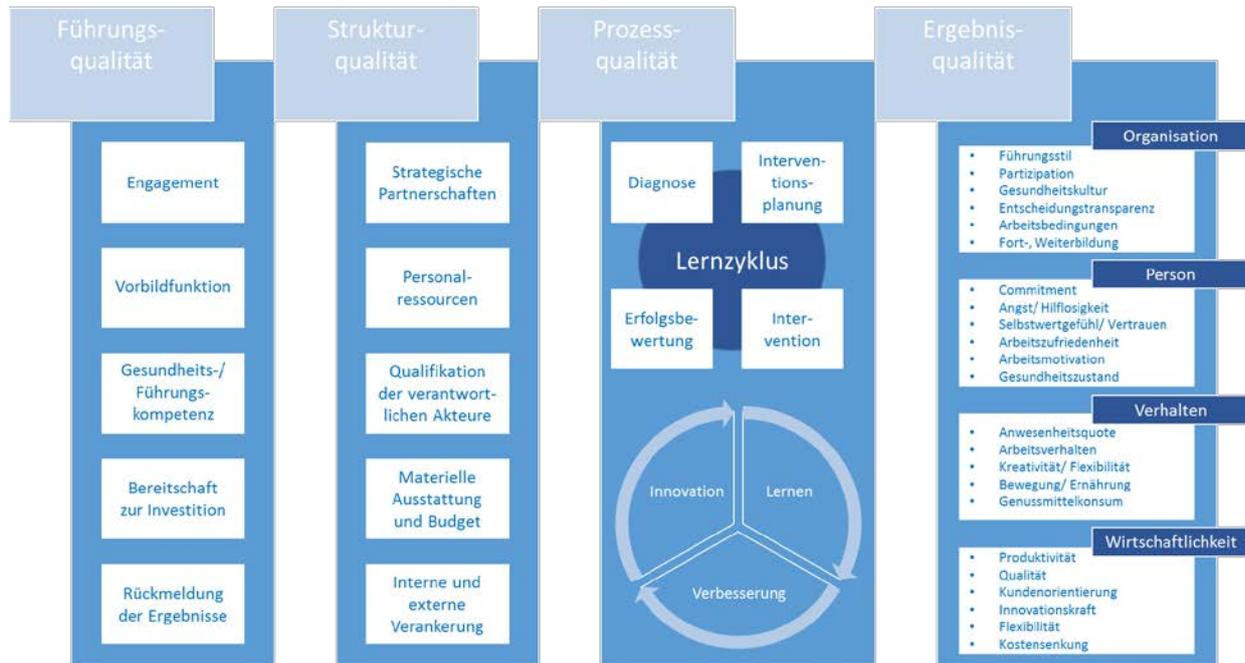 Führungs-
qualität
Engagement
Vorbildfunktion
Gesundheits-/
Führungs-
kompetenz
Bereitschaft
zur Investition
Rückmeldung
der Ergebnisse
Struktur-
qualität
Strategische
Partnerschaften
Personal-
ressourcen
Qualifikation
der verantwort-
lichen Akteure
Materielle
Ausstattung
und Budget
Interne und
externe
Verankerung
Prozess-
qualität
Diagnose
Interven-
tions-
planung
Lernzyklus
Erfolgsbe-
wertung
Inter-
vention
Innovation
Lernen
Verbesserung
Ergebnis-
qualität
Organisation
• Führungsstil
• Partizipation
• Gesundheitskultur
• Entscheidungstransparenz
• Arbeitsbedingungen
• Fort-, Weiterbildung
Person
• Commitment
• Angst/ Hilflosigkeit
• Selbstwertgefühl/ Vertrauen
• Arbeitszufriedenheit
• Arbeitsmotivation
• Gesundheitszustand
Verhalten
• Anwesenheitsquote
• Arbeitsverhalten
• Kreativität/ Flexibilität
• Bewegung/ Ernährung
• Genussmittelkonsum
Wirtschaftlichkeit
• Produktivität
• Qualität
• Kundenorientierung
• Innovationskraft
• Flexibilität
• Kostensenkung